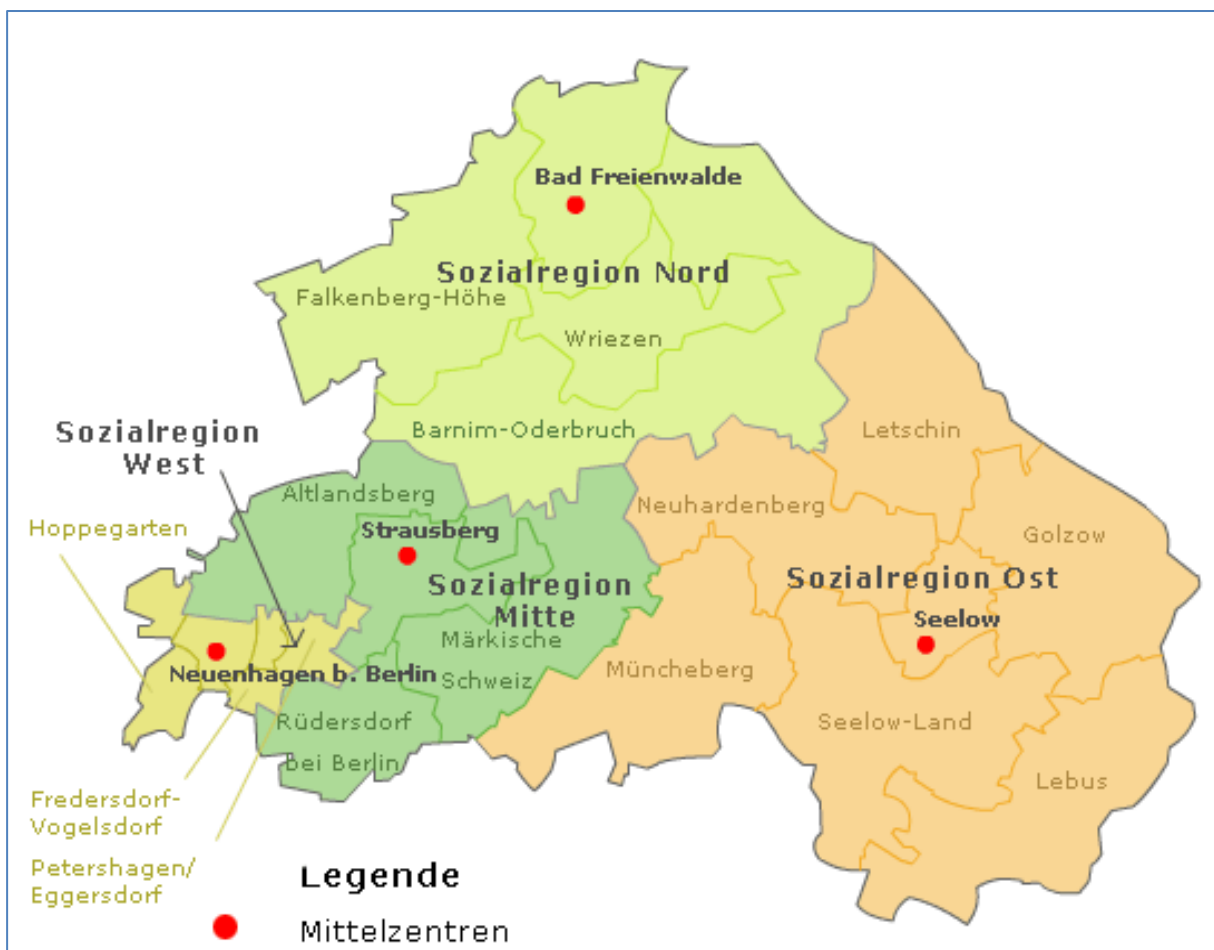 Bad Freienwalde
Sozialregion Nord
Falkenberg-Höhe
Wriezen
Barnim-Oderbruch
Sozialregion
West
Letschin
Altlandsberg
Neuhardenberg
Hoppegarten
Strausberg
Golzow
Sozialregion
Mitte
Sozialregion Ost
Seelow
Märkische
Schweiz
Müncheberg
Neuenhagen b. Berlin
Rüdersdorf
bei Berlin
Seelow-Land
Lebus
Fredersdorf-
Vogelsdorf
Petershagen/
Eggersdorf
Legende
Mittelzentren